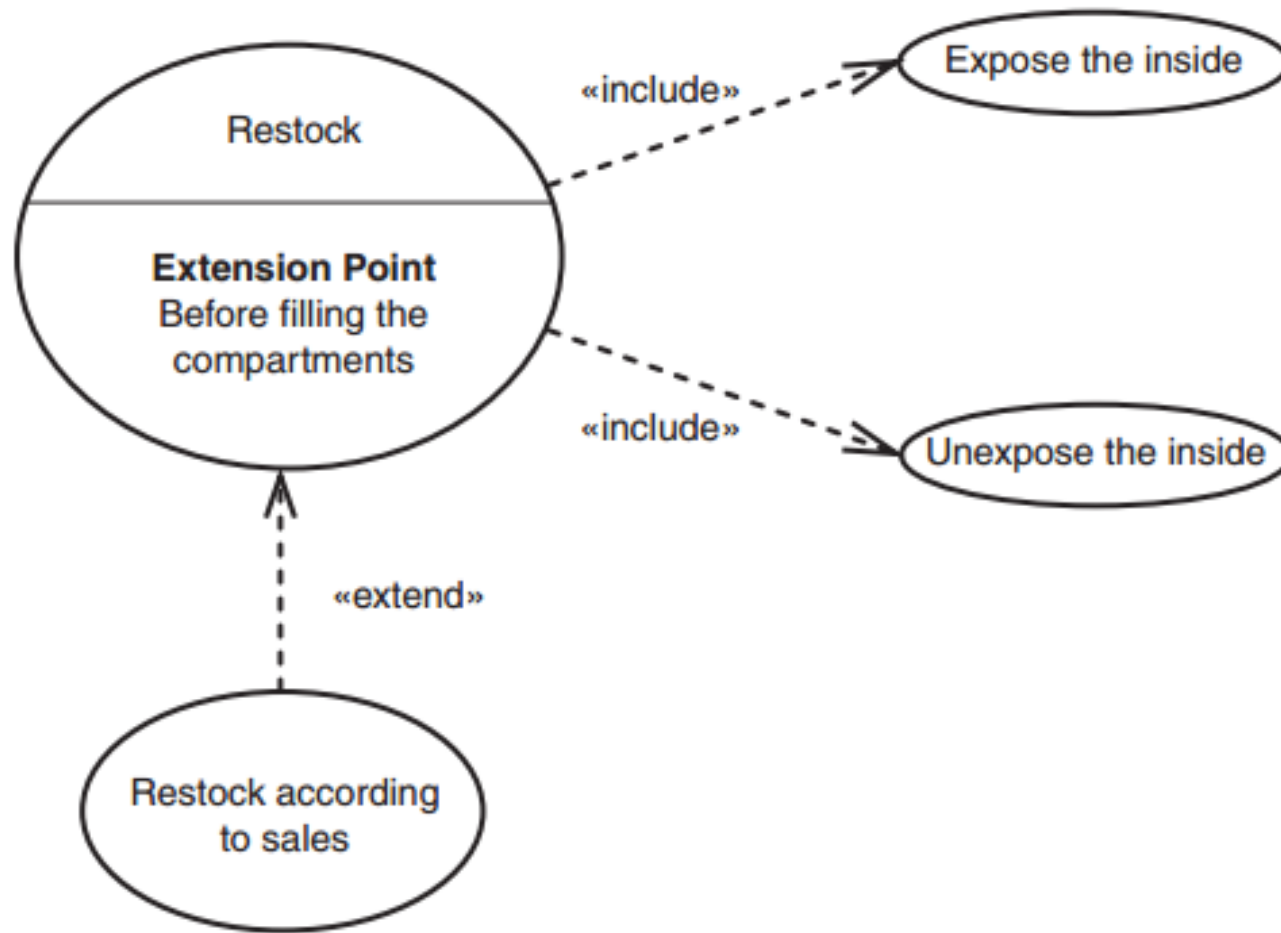 Restock
Extension Point
Before filling the
compartments
«include»
Expose the inside
«include»
Unexpose the inside
«extend»
Restock according
to sales